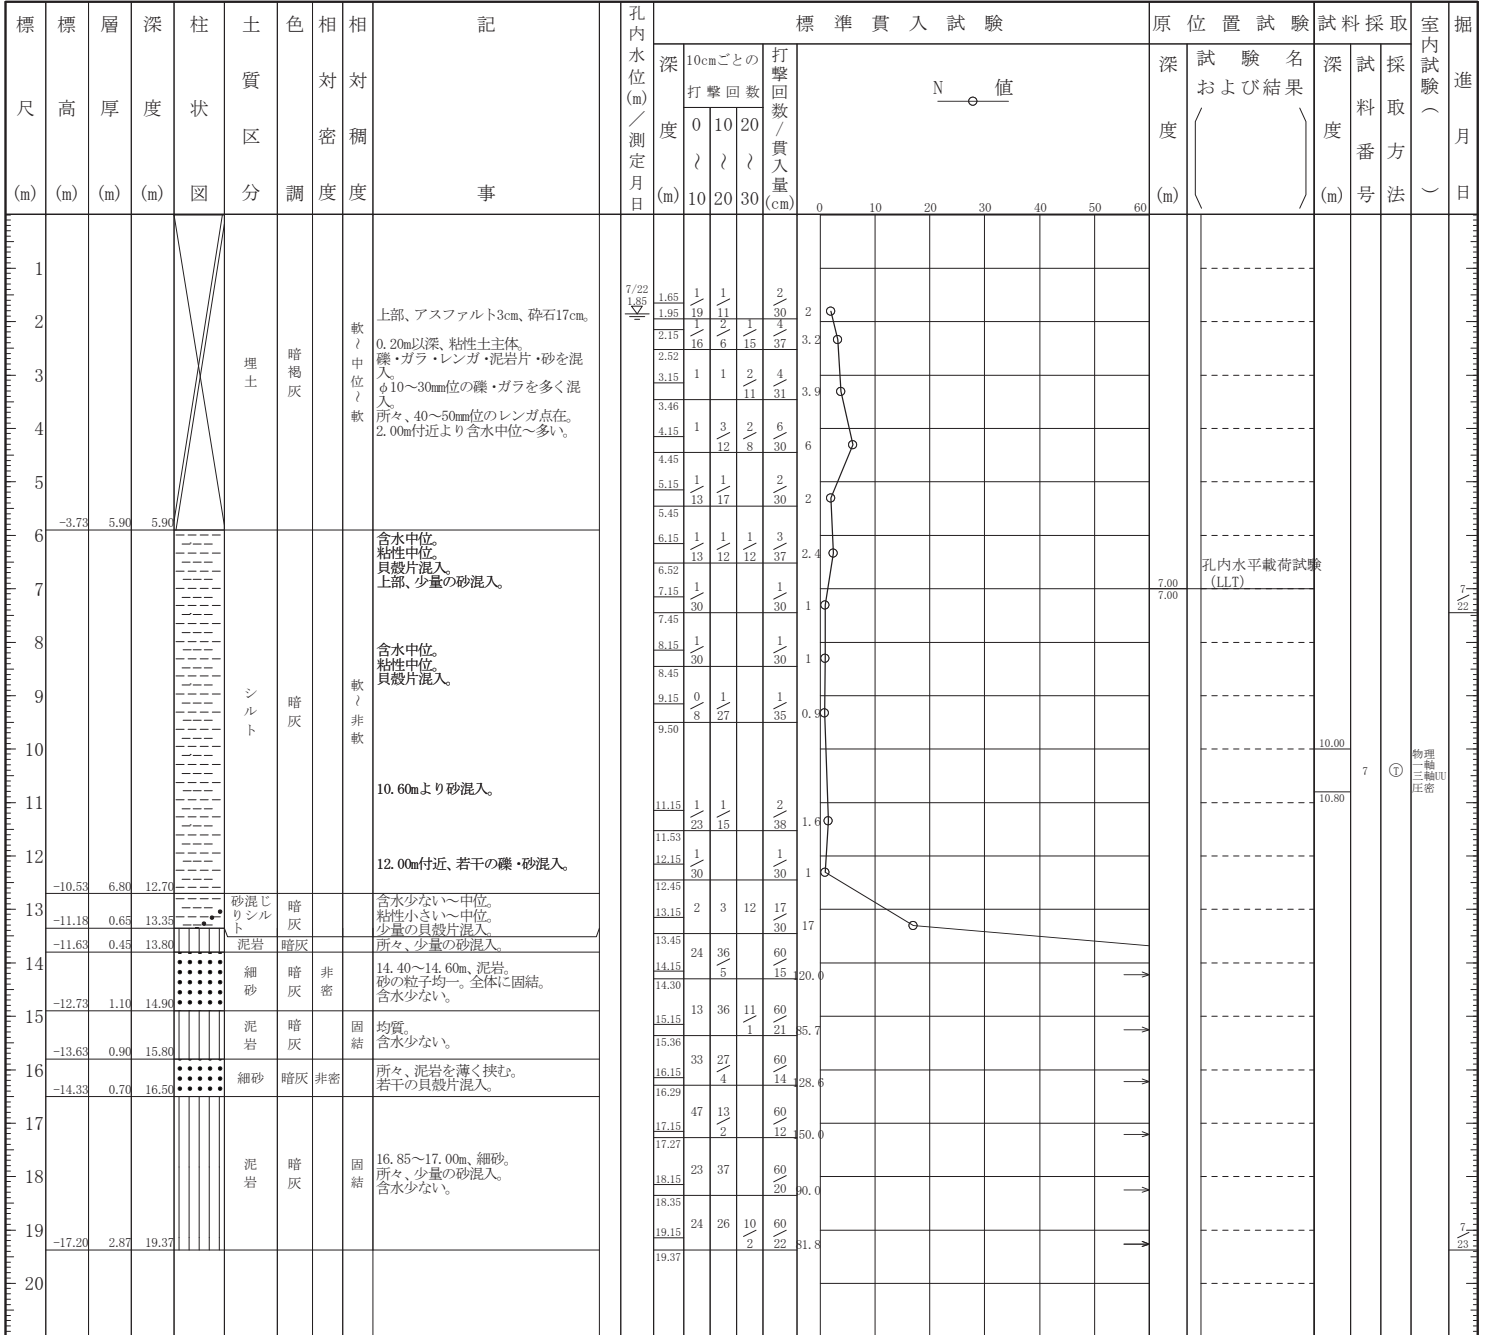 標尺(m)
標高(m)
層厚(m)
深度(m)
柱状図
土質区分
色調
相対密度
相対稠度
記事
孔内水位(m)／測定月日
標準貫入試験
深度(m)
10cmごとの
打撃回数
0〜10
10〜20
20〜30
打撃回数/貫入量(cm)
N 値
0 10 20 30 40 50 60
原位置試験
深度(m)
試験名
および結果
試料採取
深度(m)
試料番号
採取方法
室内試験( )
掘進月日
1
2
3
4
5
6
7
8
9
10
11
12
13
14
15
16
17
18
19
20
-3.73 5.90 5.90
埋土
暗褐灰
軟〜中位〜軟
上部、アスファルト3cm、砕石17cm。
0.20m以深、粘性土主体。
礫・ガラ・レンガ・泥岩片・砂を混
入。
φ10〜30mm位の礫・ガラを多く混
入。
所々、40〜50mm位のレンガ点在。
2.00m付近より含水中位〜多い。
-10.53 6.80 12.70
シルト
暗灰
軟〜非軟
含水中位。
粘性中位。
貝殻片混入。
上部、少量の砂混入。
含水中位。
粘性中位。
貝殻片混入。
10.60mより砂混入。
12.00m付近、若干の礫・砂混入。
-11.18 0.65 13.35
砂混じ
りシル
ト
暗灰
含水少ない〜中位。
粘性小さい〜中位。
少量の貝殻片混入。
-11.63 0.45 13.80
泥岩
暗灰
所々、少量の砂混入。
-12.73 1.10 14.90
細砂
暗灰
非密
14.40〜14.60m、泥岩。
砂の粒子均一。全体に固結。
含水少ない。
-13.63 0.90 15.80
泥岩
暗灰
固結
均質。
含水少ない。
-14.33 0.70 16.50
細砂
暗灰
非密
所々、泥岩を薄く挟む。
若干の貝殻片混入。
-17.20 2.87 19.37
泥岩
暗灰
固結
16.85〜17.00m、細砂。
所々、少量の砂混入。
含水少ない。
7/22
1.85
1.65 1/19 1/11 2/30 2
1.95
2.15 1/16 2/6 1/15 4/37 3.2
2.52
3.15 1 1 2/11 4/31 3.9
3.46
4.15 1 3/12 2/8 6/30 6
4.45
5.15 1/13 1/17 2/30 2
5.45
6.15 1/13 1/12 1/12 3/37 2.4
6.52
7.15 1/30 1/30 1
7.45
8.15 1/30 1/30 1
8.45
9.15 0/8 1/27 1/35 0.9
9.50
11.15 1/23 1/15 2/38 1.6
11.53
12.15 1/30 1/30 1
12.45
13.15 2 3 12 17/30 17
13.45
14.15 24 36/5 60/15 120.0
14.30
15.15 13 36 11/1 60/21 85.7
15.36
16.15 33 27/4 60/14 128.6
16.29
17.15 47 13/2 60/12 150.0
17.27
18.15 23 37 60/20 90.0
18.35
19.15 24 26 10/2 60/22 81.8
19.37
7.00
7.00
孔内水平載荷試験
(LLT)
10.00
10.80
7
Ⓣ
物理
一軸
三軸UU
圧密
7/22
7/23